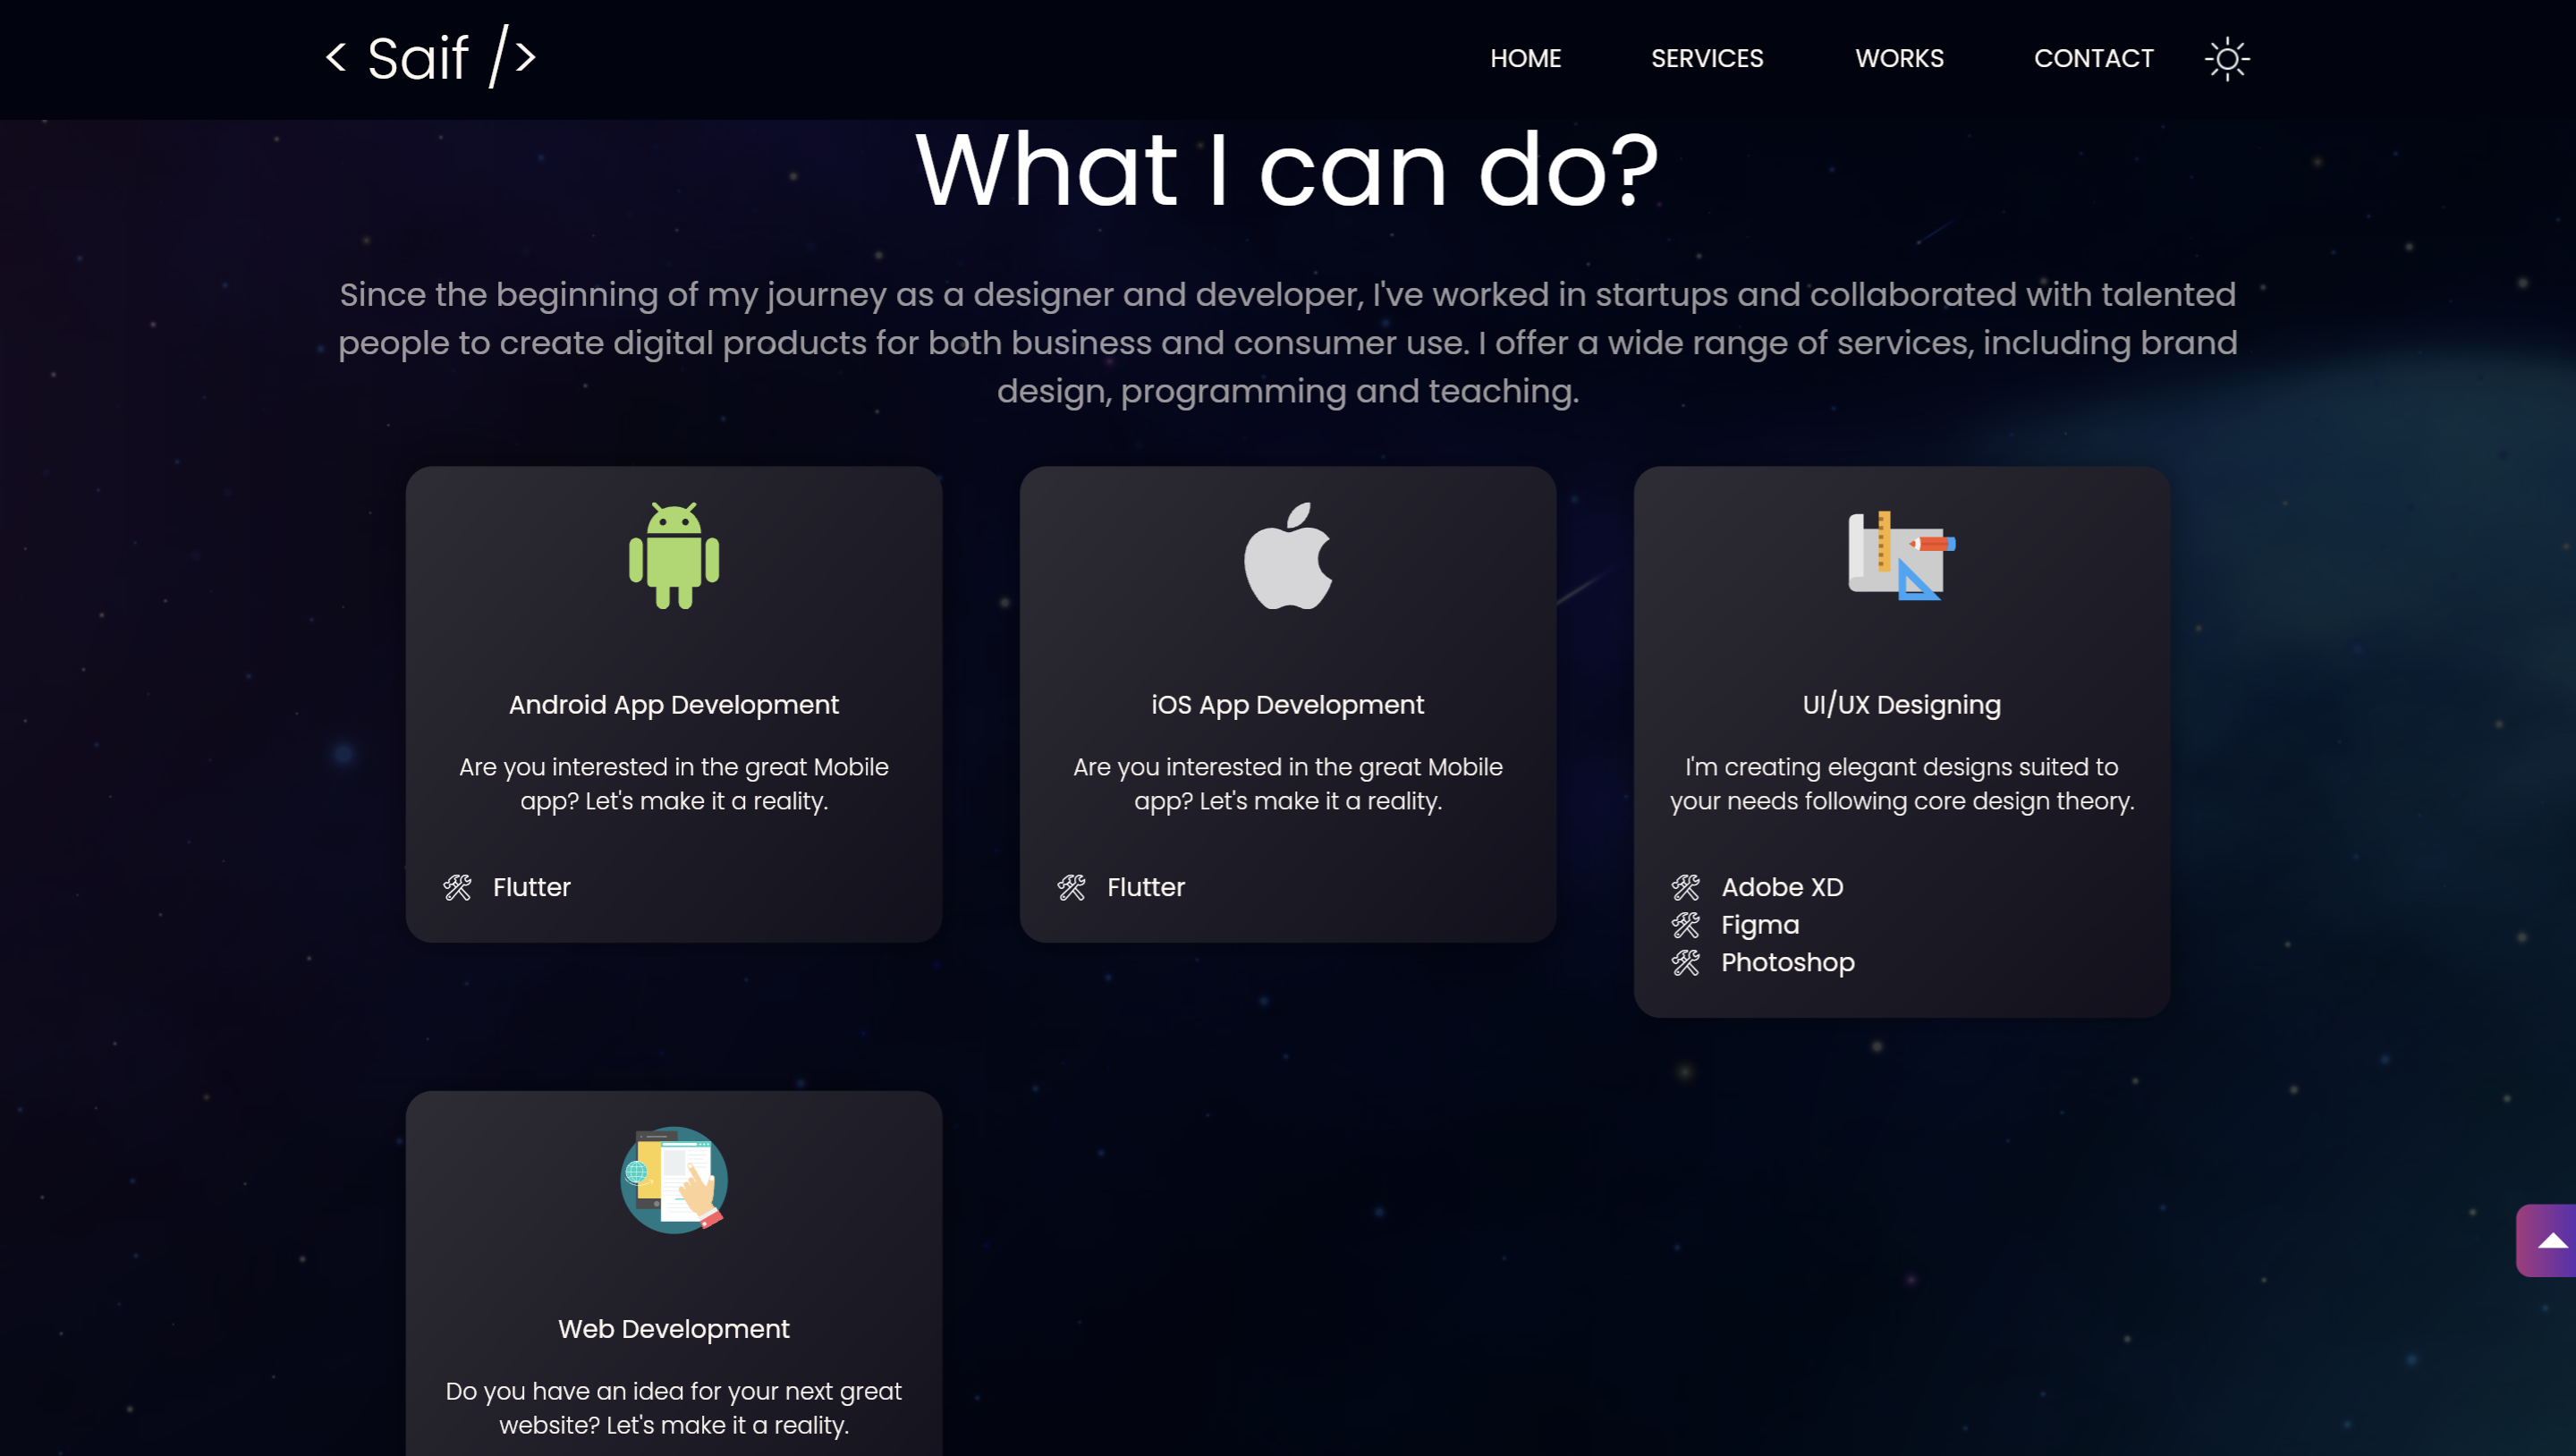 < Saif />
HOME
SERVICES
WORKS
CONTACT
What I can do?
Since the beginning of my journey as a designer and developer, I've worked in startups and collaborated with talented
people to create digital products for both business and consumer use. I offer a wide range of services, including brand
design, programming and teaching.
Android App Development
Are you interested in the great Mobile
app? Let's make it a reality.
Flutter
iOS App Development
Are you interested in the great Mobile
app? Let's make it a reality.
Flutter
UI/UX Designing
I'm creating elegant designs suited to
your needs following core design theory.
Adobe XD
Figma
Photoshop
Web Development
Do you have an idea for your next great
website? Let's make it a reality.